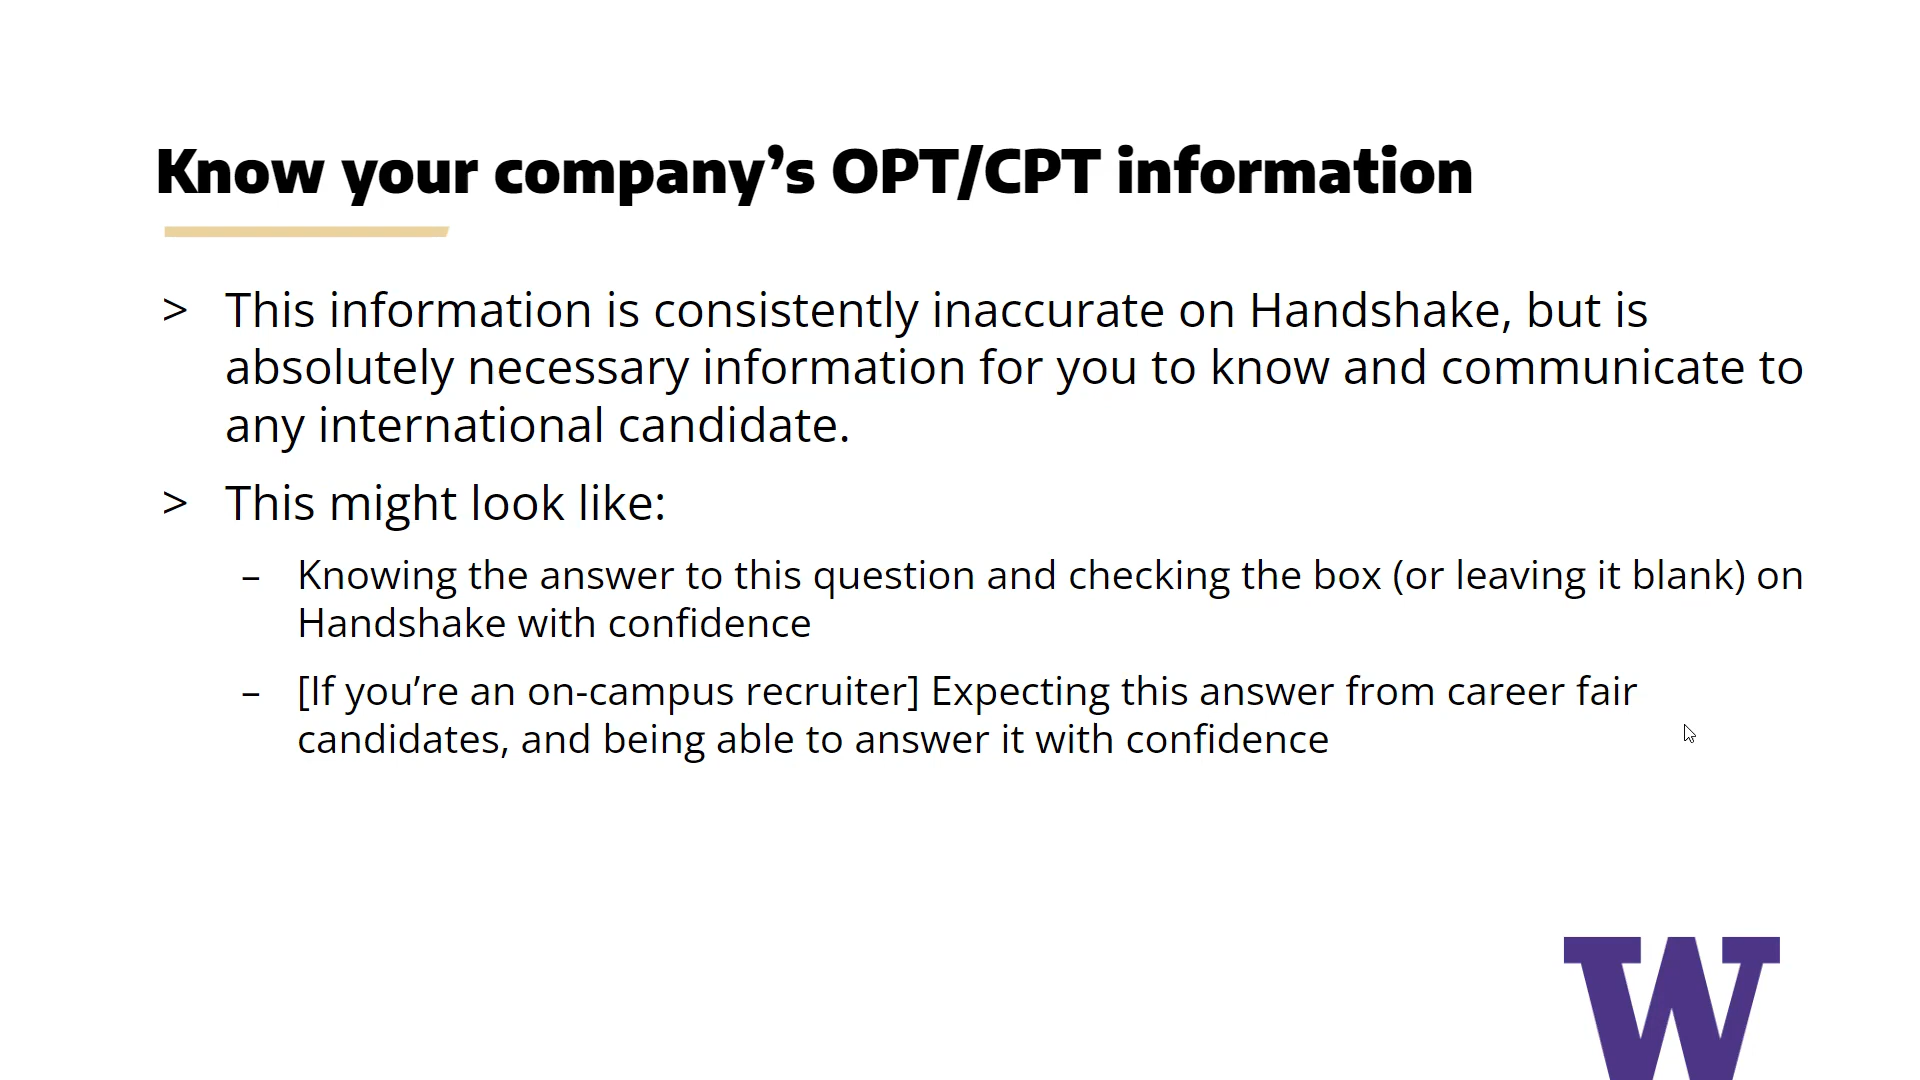 Know your company’s OPT/CPT information
> This information is consistently inaccurate on Handshake, but is
absolutely necessary information for you to know and communicate to
any international candidate.
> This might look like:
– Knowing the answer to this question and checking the box (or leaving it blank) on
Handshake with confidence
– [If you’re an on-campus recruiter] Expecting this answer from career fair
candidates, and being able to answer it with confidence
W